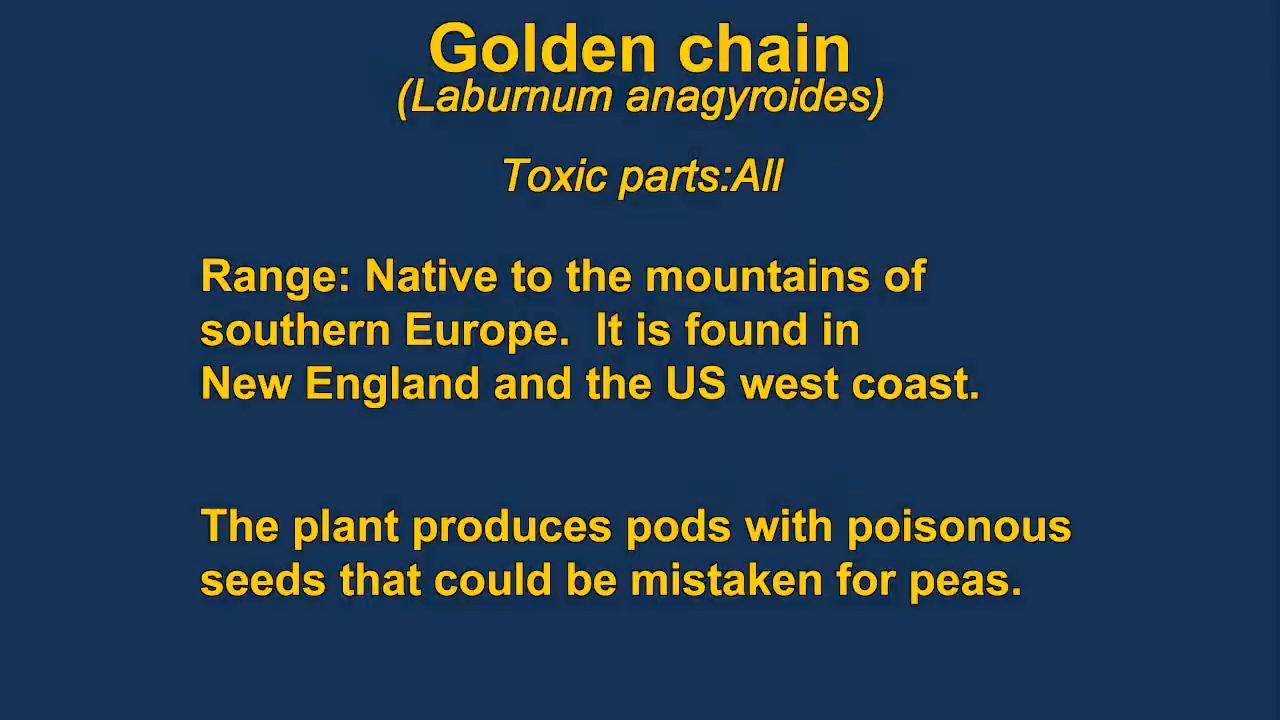 Golden chain
(Laburnum anagyroides)
Toxic parts:All
Range: Native to the mountains of
southern Europe.  It is found in
New England and the US west coast.
The plant produces pods with poisonous
seeds that could be mistaken for peas.